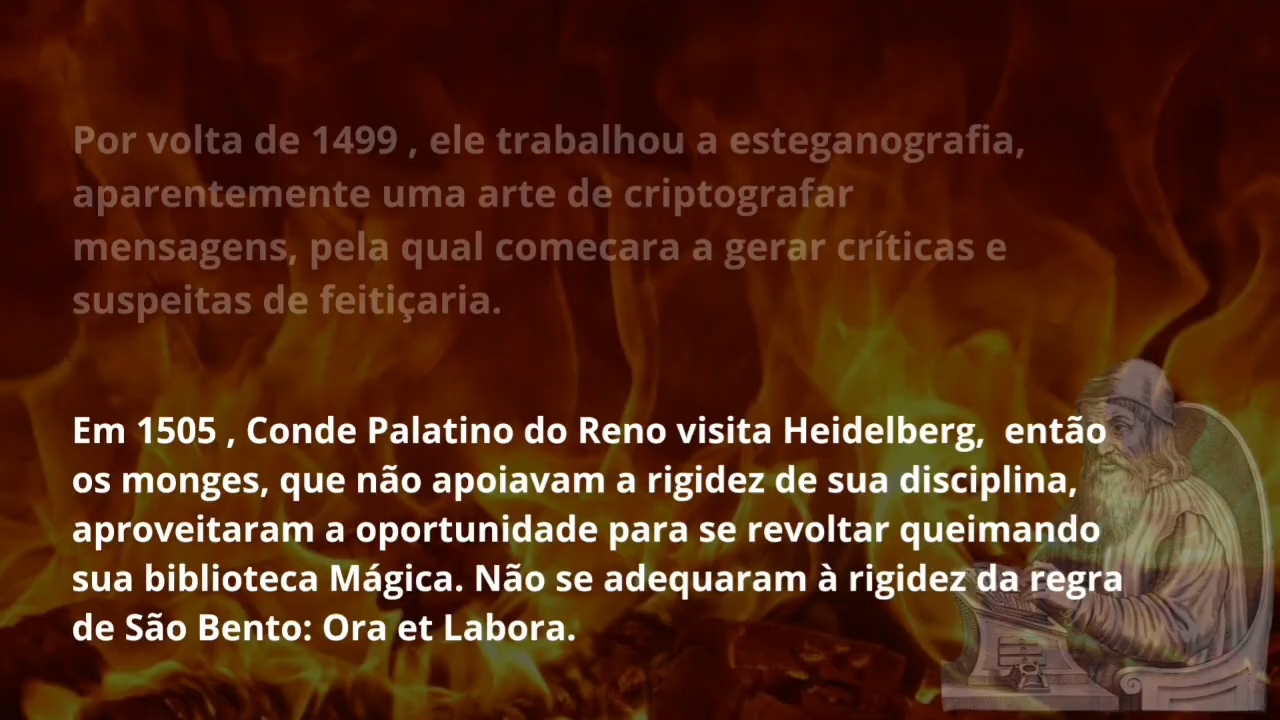 Por volta de 1499 , ele trabalhou a esteganografia,
aparentemente uma arte de criptografar
mensagens, pela qual comecara a gerar críticas e
suspeitas de feitiçaria.
Em 1505 , Conde Palatino do Reno visita Heidelberg,  então
os monges, que não apoiavam a rigidez de sua disciplina,
aproveitaram a oportunidade para se revoltar queimando
sua biblioteca Mágica. Não se adequaram à rigidez da regra
de São Bento: Ora et Labora.